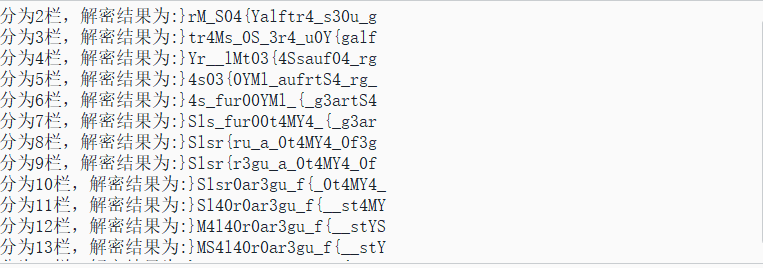 分为2栏，解密结果为:}rM_S04{Yalftr4_s30u_g
分为3栏，解密结果为:}tr4Ms_0S_3r4_u0Y{galf
分为4栏，解密结果为:}Yr__lMt03{4Ssauf04_rg
分为5栏，解密结果为:}4s03{0YMl_aufrtS4_rg_
分为6栏，解密结果为:}4s_fur00YMl_{_g3artS4
分为7栏，解密结果为:}Sls_fur00t4MY4_{_g3ar
分为8栏，解密结果为:}Slsr{ru_a_0t4MY4_0f3g
分为9栏，解密结果为:}Slsr{r3gu_a_0t4MY4_0f
分为10栏，解密结果为:}Slsr0ar3gu_f{_0t4MY4_
分为11栏，解密结果为:}Sl40r0ar3gu_f{__st4MY
分为12栏，解密结果为:}M4l40r0ar3gu_f{__stYS
分为13栏，解密结果为:}MS4l40r0ar3gu_f{__stY